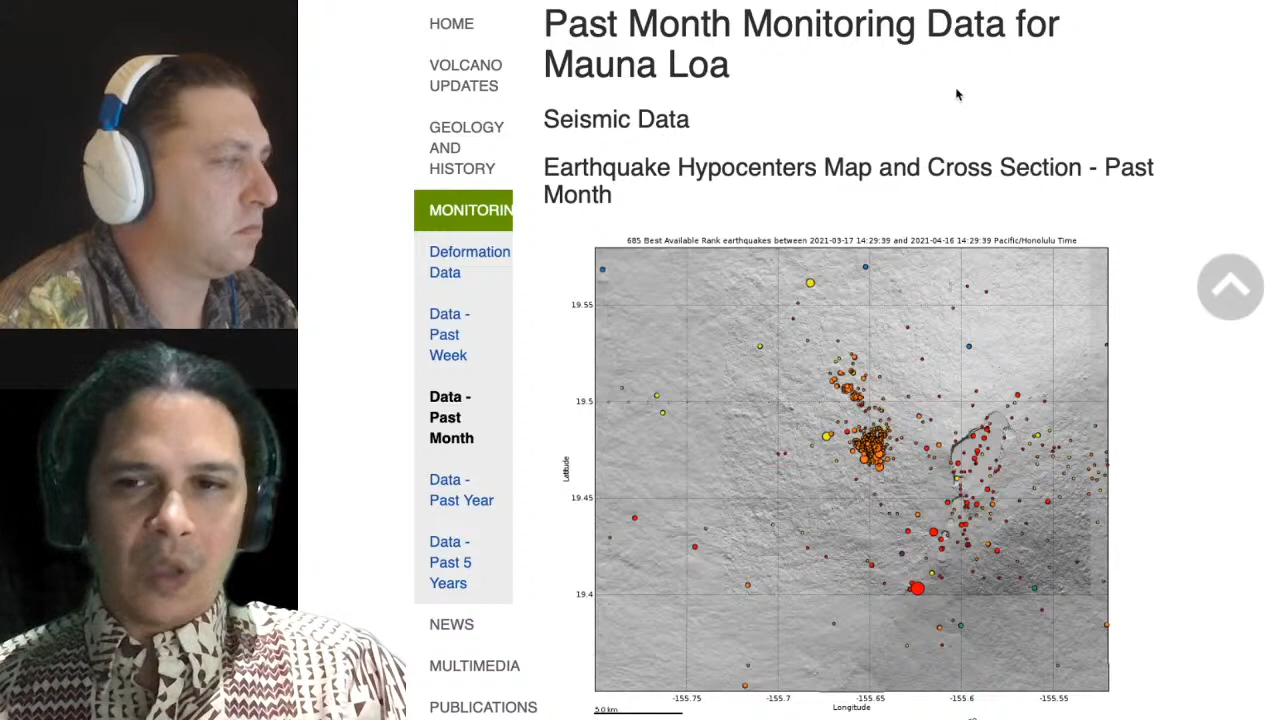 HOME
VOLCANO
UPDATES
GEOLOGY
AND
HISTORY
MONITORIN
Deformation
Data
Data -
Past
Week
Data -
Past
Month
Data -
Past Year
Data -
Past 5
Years
NEWS
MULTIMEDIA
PUBLICATIONS
Past Month Monitoring Data for
Mauna Loa
Seismic Data
Earthquake Hypocenters Map and Cross Section - Past
Month
685 Best Available Rank earthquakes between 2021-03-17 14:29:39 and 2021-04-16 14:29:39 Pacific/Honolulu Time
19.55
19.5
Latitude
19.45
19.4
-155.75 -155.7 -155.65 -155.6 -155.55
Longitude
5.0 km